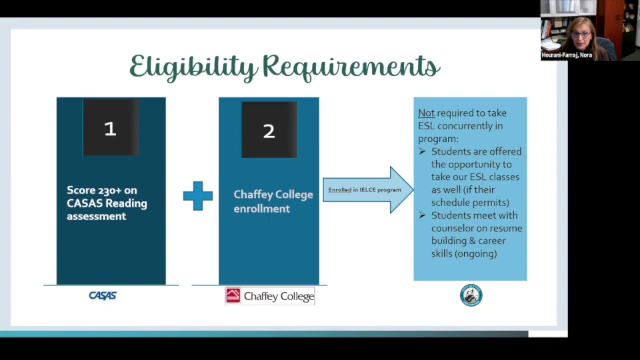 Eligibility Requirements
1
Score 230+ on
CASAS Reading
assessment
CASAS
2
Chaffey College
enrollment
Chaffey College
Enrolled in IELCE program
Not required to take
ESL concurrently in
program:
➢ Students are offered
the opportunity to
take our ESL classes
as well (if their
schedule permits)
➢ Students meet with
counselor on resume
building & career
skills (ongoing)
Hourani-Farraj, Nora